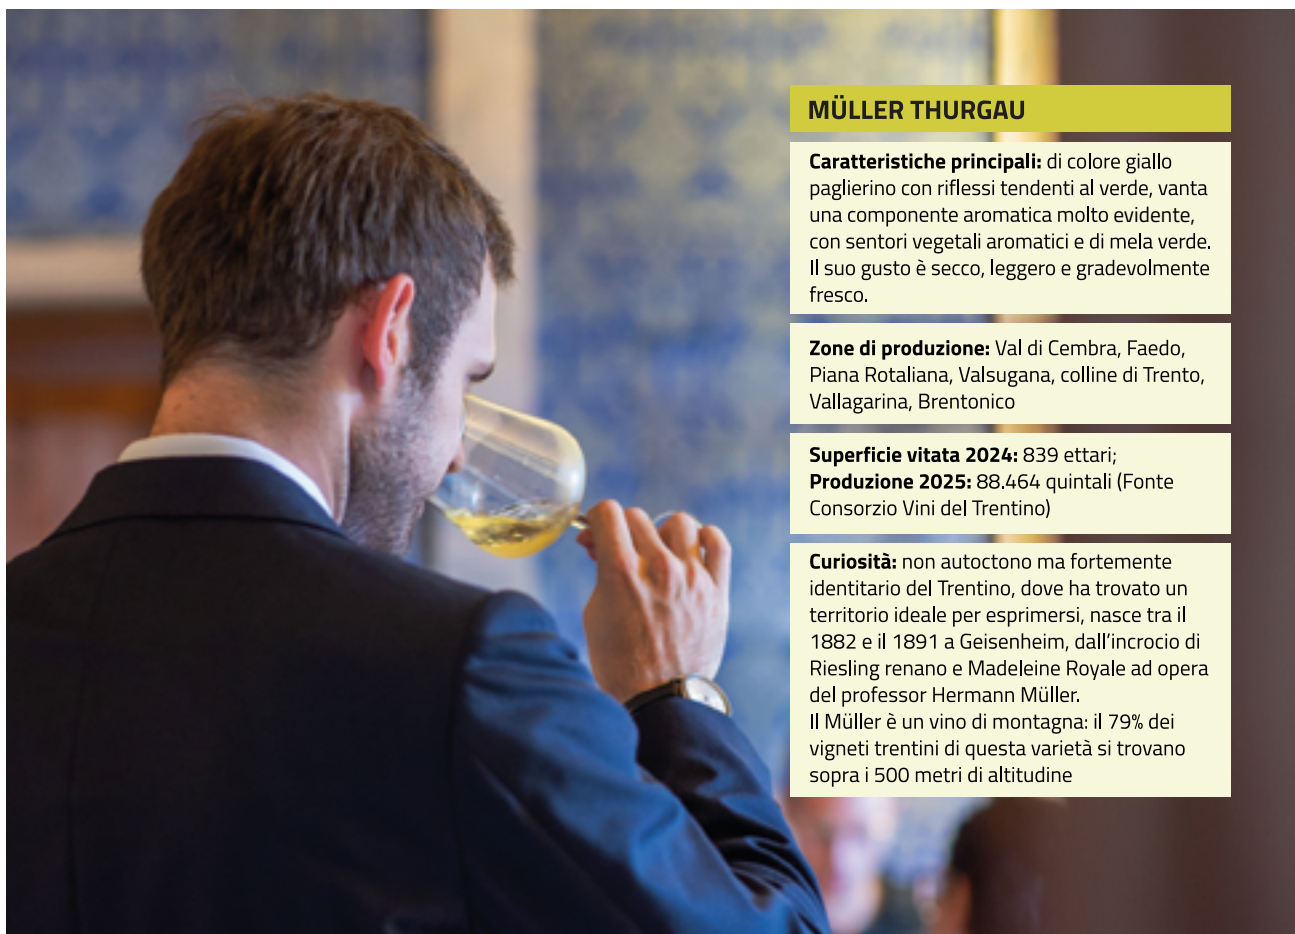 MÜLLER THURGAU
Caratteristiche principali: di colore giallo
paglierino con riflessi tendenti al verde, vanta
una componente aromatica molto evidente,
con sentori vegetali aromatici e di mela verde.
Il suo gusto è secco, leggero e gradevolmente
fresco.
Zone di produzione: Val di Cembra, Faedo,
Piana Rotaliana, Valsugana, colline di Trento,
Vallagarina, Brentonico
Superficie vitata 2024: 839 ettari;
Produzione 2025: 88.464 quintali (Fonte
Consorzio Vini del Trentino)
Curiosità: non autoctono ma fortemente
identitario del Trentino, dove ha trovato un
territorio ideale per esprimersi, nasce tra il
1882 e il 1891 a Geisenheim, dall'incrocio di
Riesling renano e Madeleine Royale ad opera
del professor Hermann Müller.
Il Müller è un vino di montagna: il 79% dei
vigneti trentini di questa varietà si trovano
sopra i 500 metri di altitudine